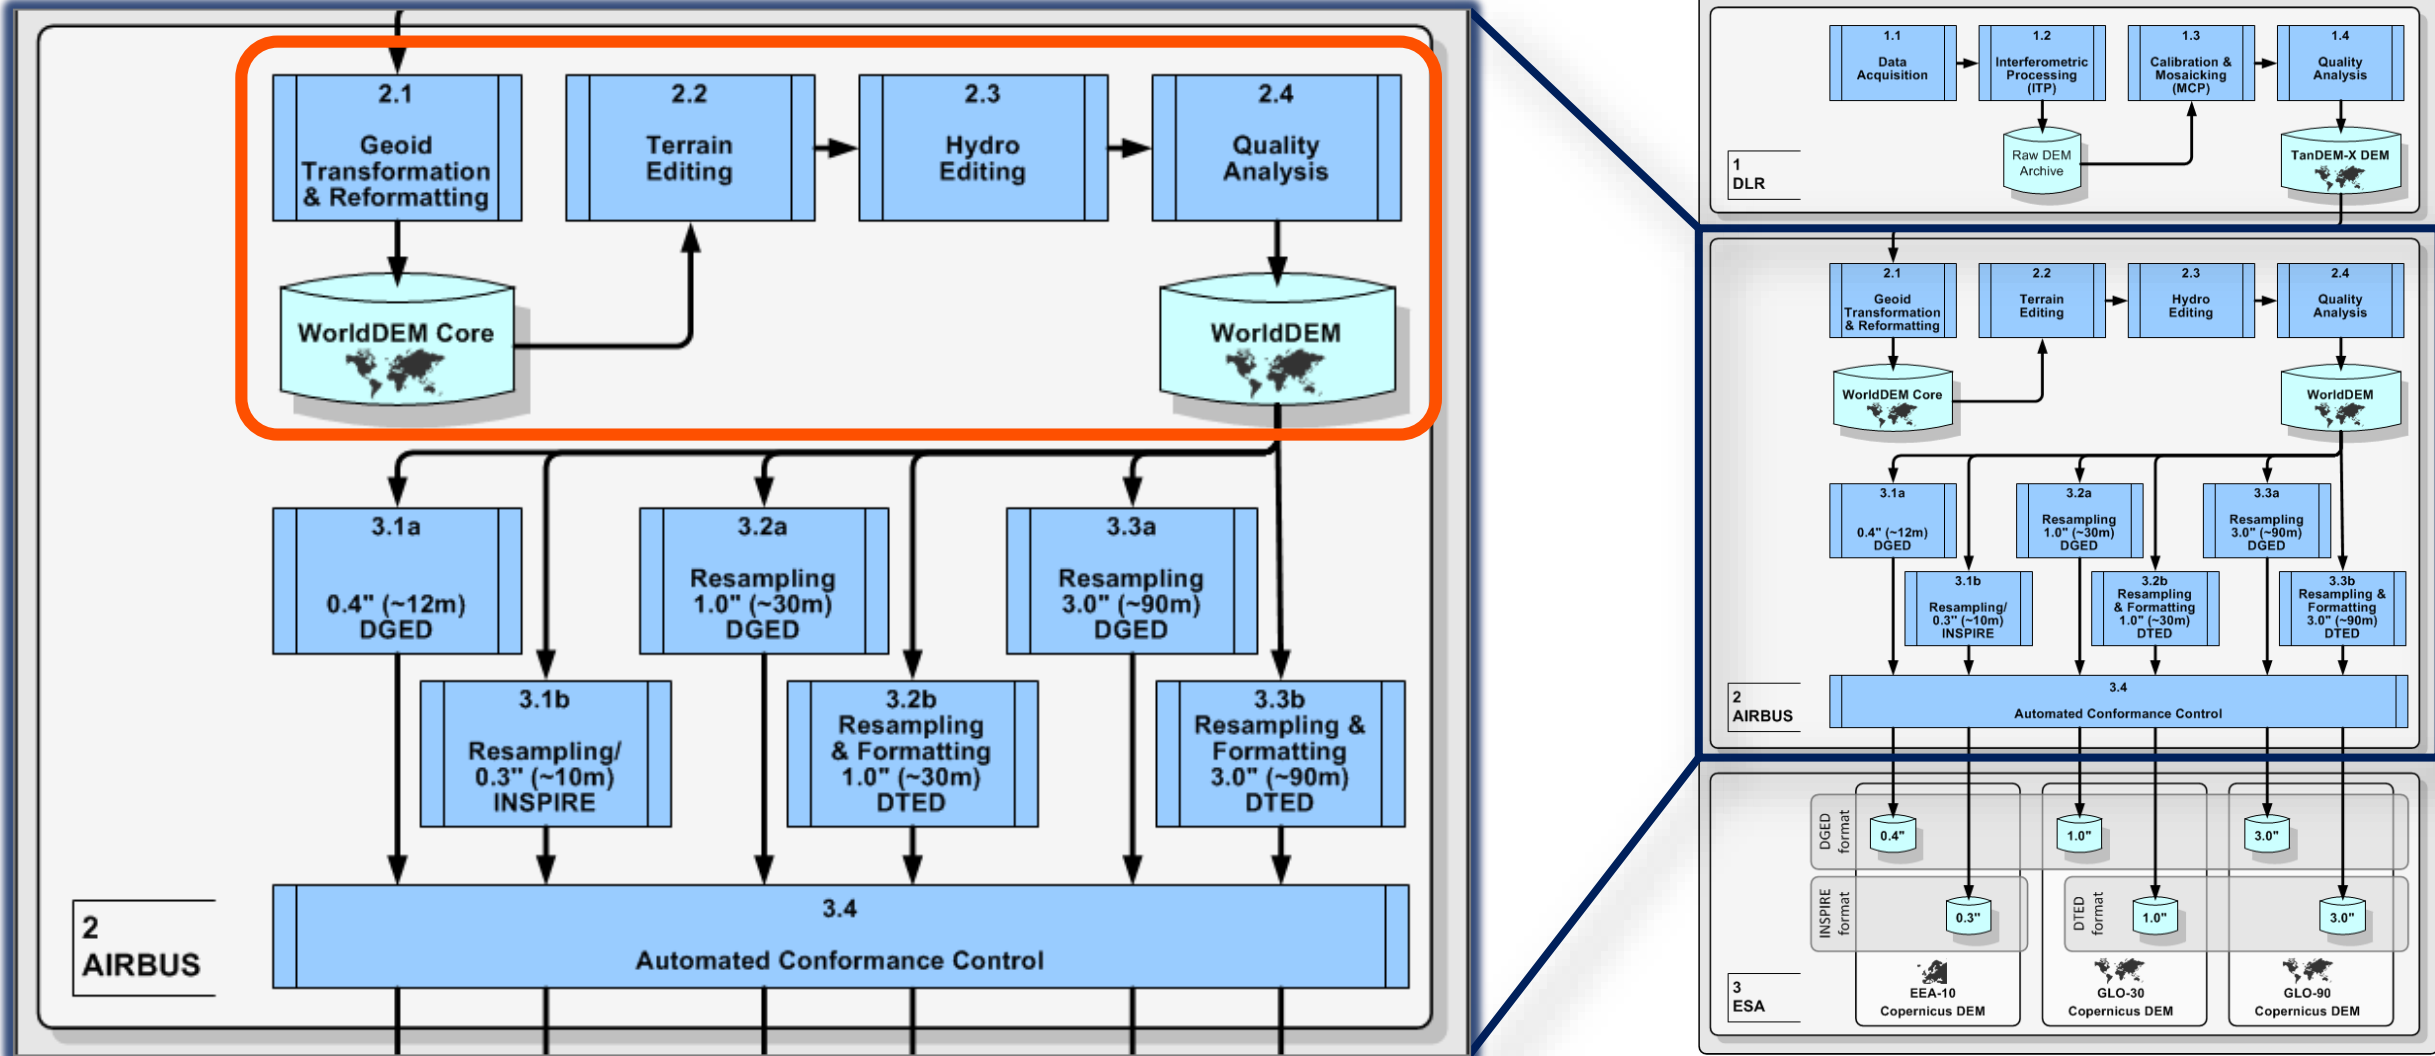 2.1
Geoid
Transformation
& Reformatting
2.2
Terrain
Editing
2.3
Hydro
Editing
2.4
Quality
Analysis
WorldDEM Core
WorldDEM
3.1a
0.4" (~12m)
DGED
3.2a
Resampling
1.0" (~30m)
DGED
3.3a
Resampling
3.0" (~90m)
DGED
3.1b
Resampling/
0.3" (~10m)
INSPIRE
3.2b
Resampling
& Formatting
1.0" (~30m)
DTED
3.3b
Resampling &
Formatting
3.0" (~90m)
DTED
3.4
Automated Conformance Control
2
AIRBUS
1.1
Data
Acquisition
1.2
Interferometric
Processing
(ITP)
1.3
Calibration &
Mosaicking
(MCP)
1.4
Quality
Analysis
Raw DEM
Archive
TanDEM-X DEM
1
DLR
2.1
Geoid
Transformation
& Reformatting
2.2
Terrain
Editing
2.3
Hydro
Editing
2.4
Quality
Analysis
WorldDEM Core
WorldDEM
3.1a
0.4" (~12m)
DGED
3.2a
Resampling
1.0" (~30m)
DGED
3.3a
Resampling
3.0" (~90m)
DGED
3.1b
Resampling/
0.3" (~10m)
INSPIRE
3.2b
Resampling
& Formatting
1.0" (~30m)
DTED
3.3b
Resampling &
Formatting
3.0" (~90m)
DTED
3.4
Automated Conformance Control
2
AIRBUS
DGED
format
0.4"
1.0"
3.0"
INSPIRE
format
0.3"
DTED
format
1.0"
3.0"
EEA-10
Copernicus DEM
GLO-30
Copernicus DEM
GLO-90
Copernicus DEM
3
ESA